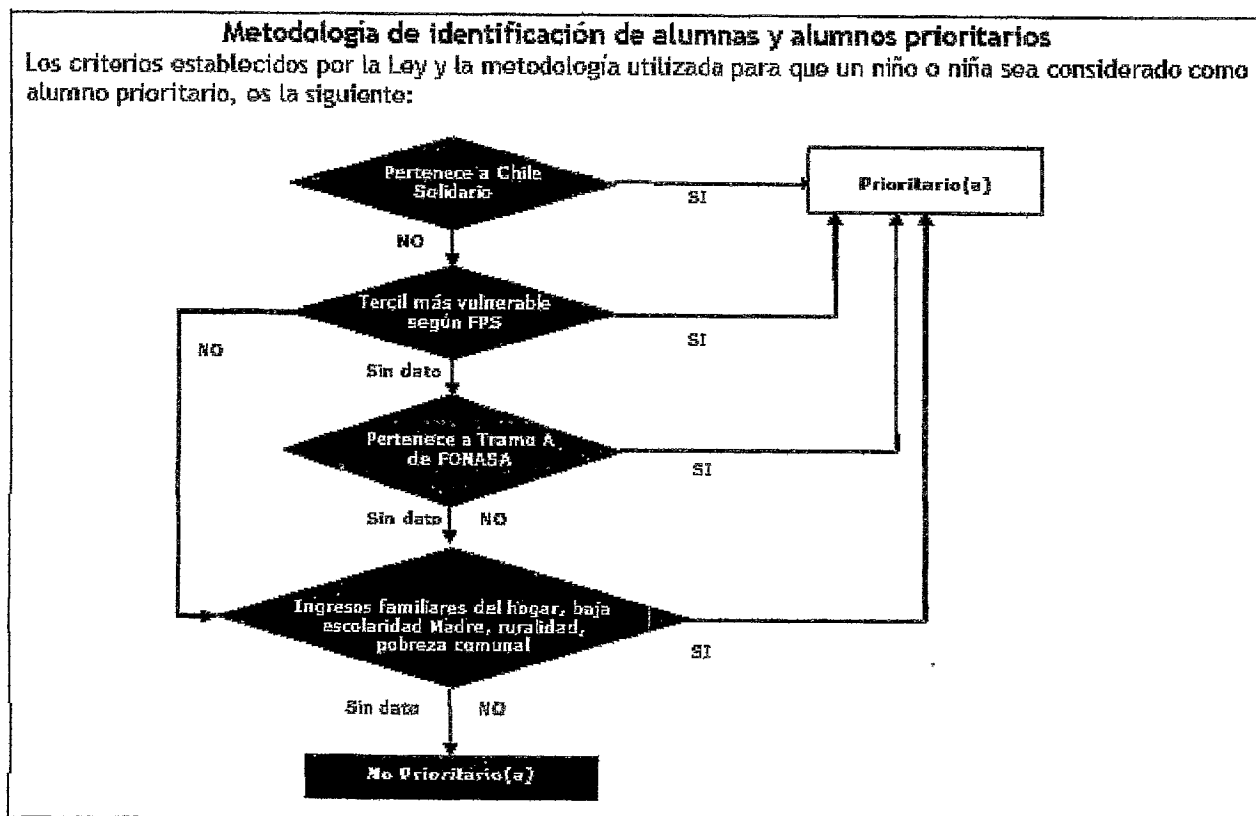 Metodología de identificación de alumnas y alumnos prioritarios
Los criterios establecidos por la Ley y la metodología utilizada para que un niño o niña sea considerado como
alumno prioritario, es la siguiente:
Pertenece a Chile
Solidario
SI
Prioritario(a)
NO
Tercil más vulnerable
según FPS
SI
NO
Sin dato
Pertenece a Tramo A
de FONASA
SI
Sin dato NO
Ingresos familiares del hogar, baja
escolaridad Madre, ruralidad,
pobreza comunal
SI
Sin dato NO
No Prioritario(a)